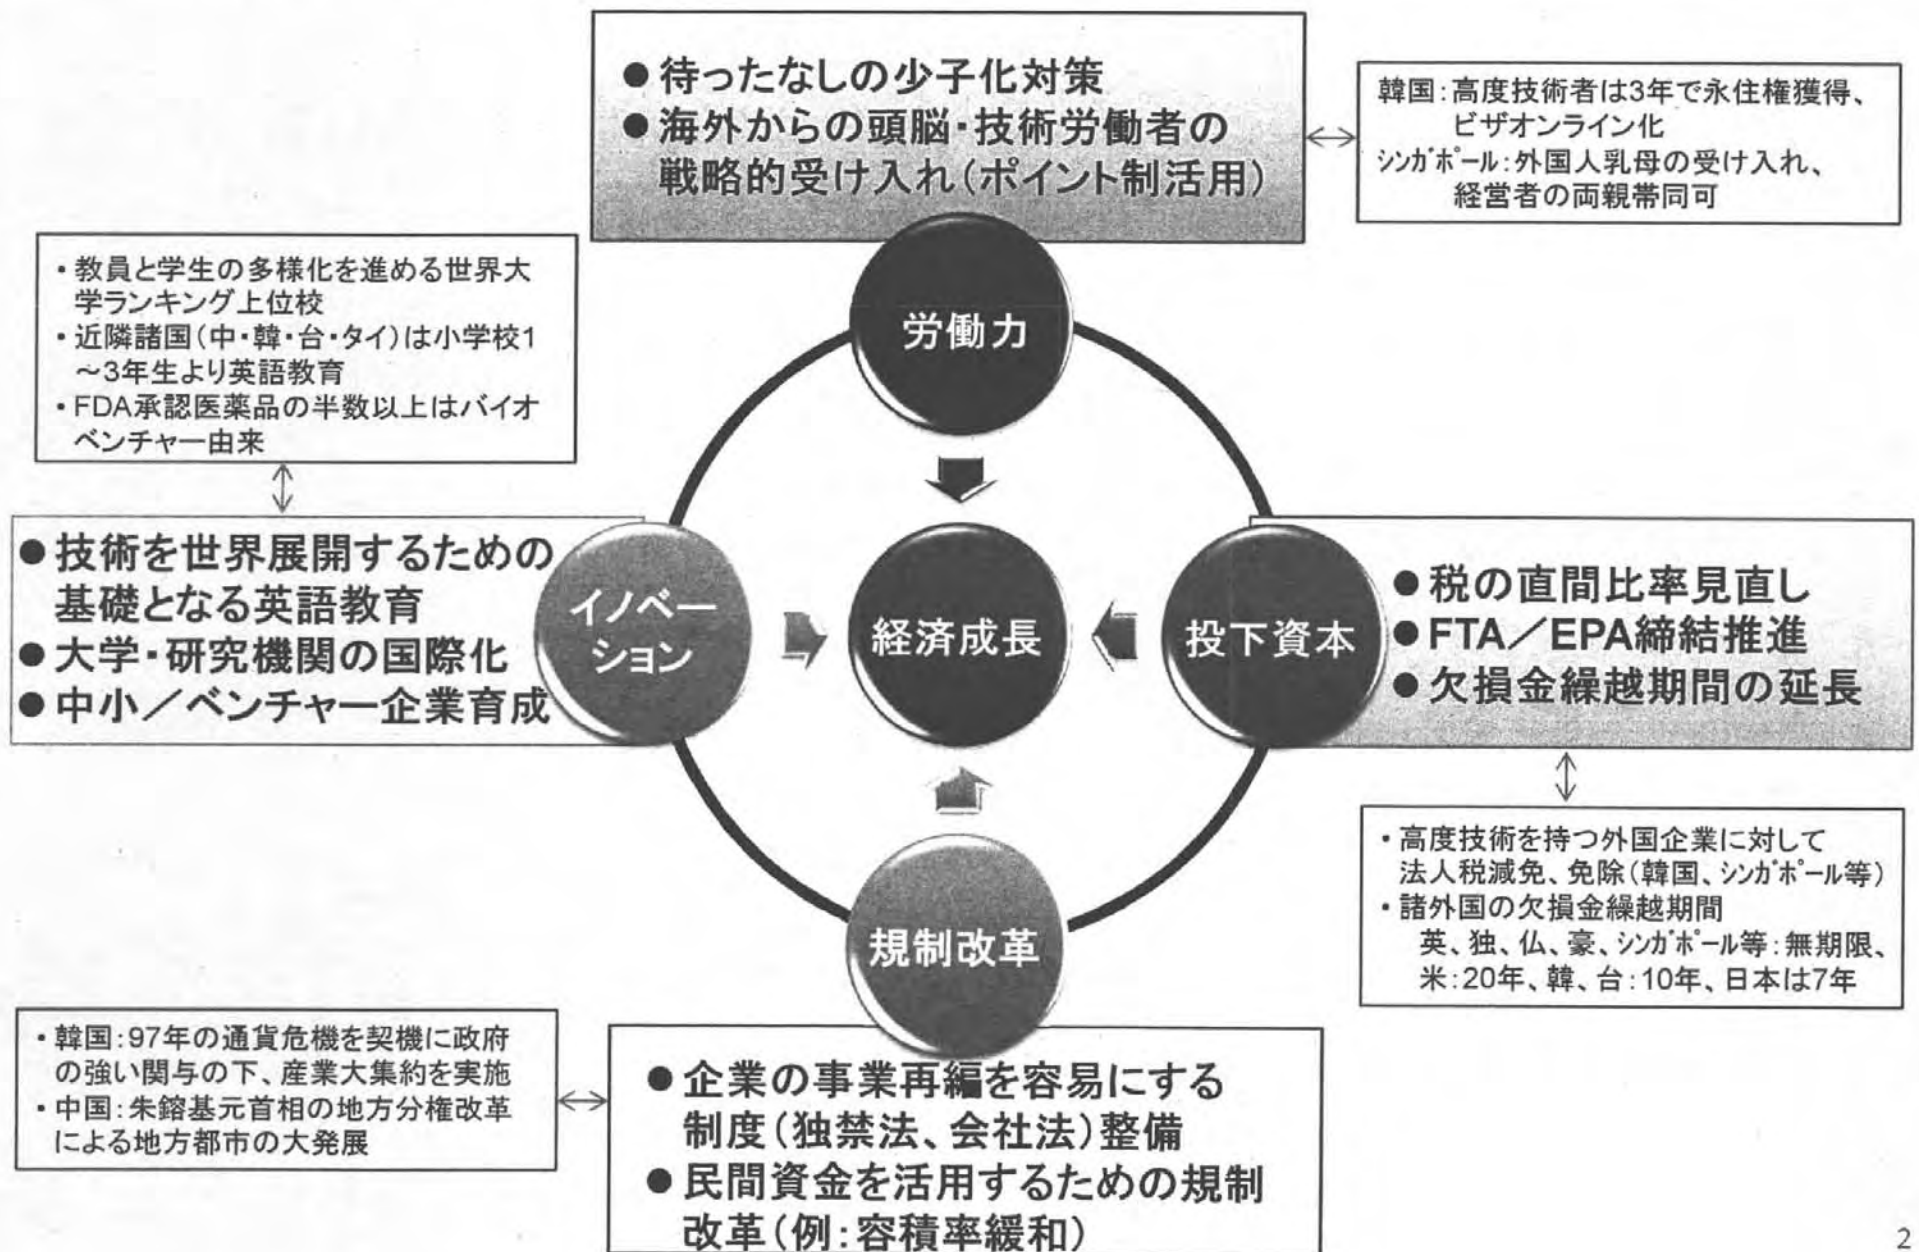 ●待ったなしの少子化対策
●海外からの頭脳・技術労働者の
戦略的受け入れ(ポイント制活用)
韓国:高度技術者は3年で永住権獲得、
ビザオンライン化
ｼﾝｶﾞﾎﾟｰﾙ:外国人乳母の受け入れ、
経営者の両親帯同可
労働力
・教員と学生の多様化を進める世界大
学ランキング上位校
・近隣諸国(中・韓・台・タイ)は小学校1
～3年生より英語教育
・FDA承認医薬品の半数以上はバイオ
ベンチャー由来
●技術を世界展開するための
基礎となる英語教育
●大学・研究機関の国際化
●中小／ベンチャー企業育成
イノベー
ション
経済成長
投下資本
●税の直間比率見直し
●FTA／EPA締結推進
●欠損金繰越期間の延長
・高度技術を持つ外国企業に対して
法人税減免、免除(韓国、ｼﾝｶﾞﾎﾟｰﾙ等)
・諸外国の欠損金繰越期間
英、独、仏、豪、ｼﾝｶﾞﾎﾟｰﾙ等:無期限、
米:20年、韓、台:10年、日本は7年
規制改革
・韓国:97年の通貨危機を契機に政府
の強い関与の下、産業大集約を実施
・中国:朱鎔基元首相の地方分権改革
による地方都市の大発展
●企業の事業再編を容易にする
制度(独禁法、会社法)整備
●民間資金を活用するための規制
改革(例:容積率緩和)
2